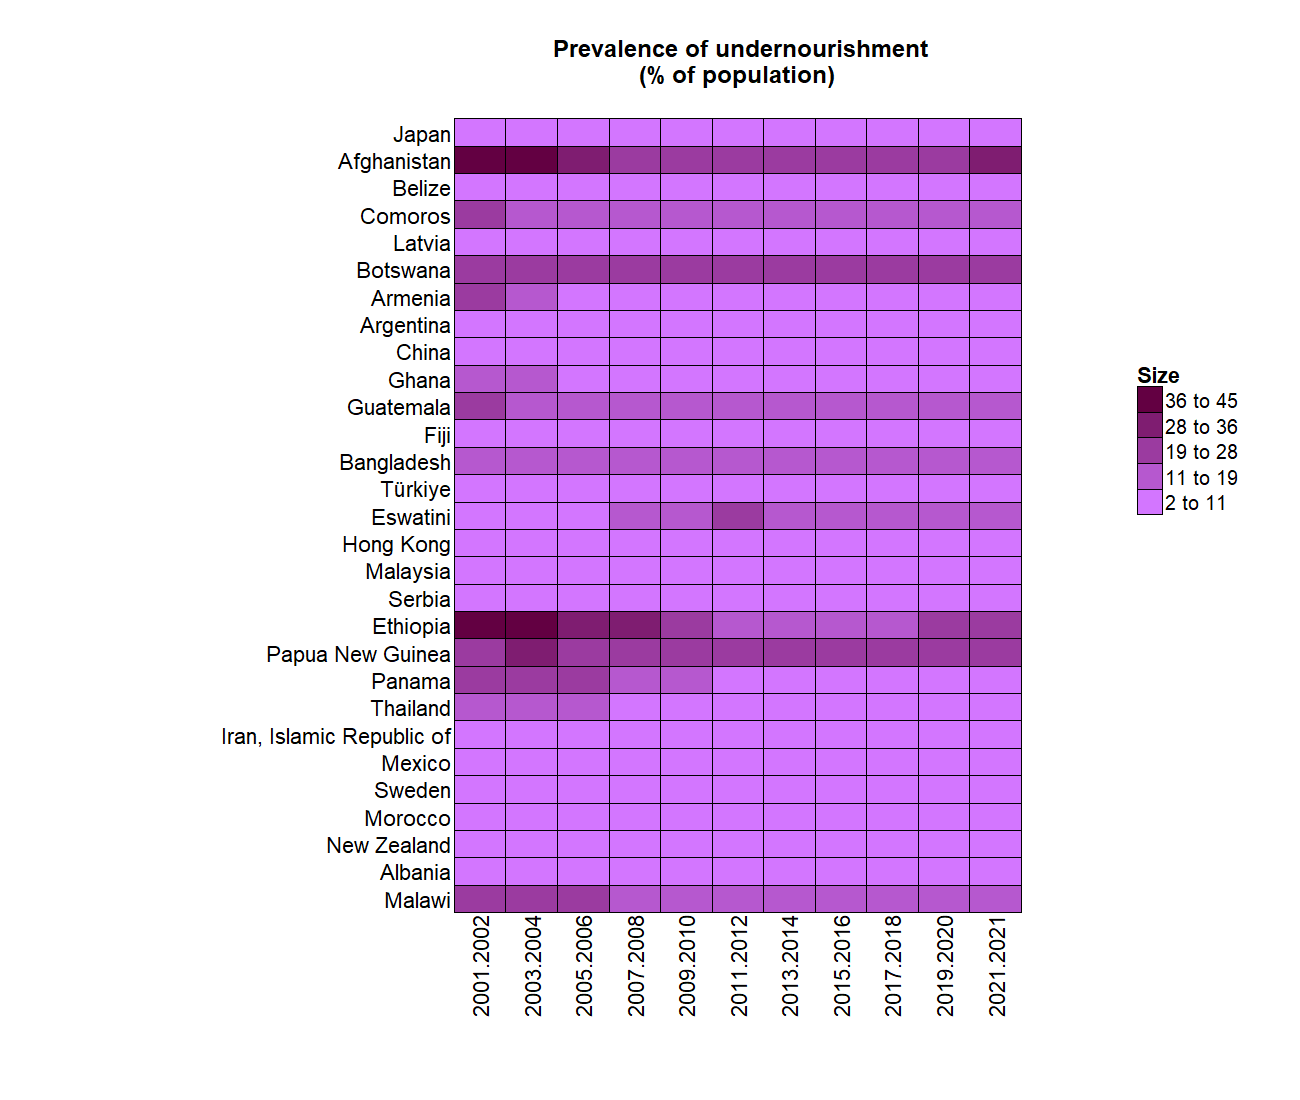 Prevalence of undernourishment
(% of population)
Japan
Afghanistan
Belize
Comoros
Latvia
Botswana
Armenia
Argentina
China
Ghana
Guatemala
Fiji
Bangladesh
Türkiye
Eswatini
Hong Kong
Malaysia
Serbia
Ethiopia
Papua New Guinea
Panama
Thailand
Iran, Islamic Republic of
Mexico
Sweden
Morocco
New Zealand
Albania
Malawi
2001.2002
2003.2004
2005.2006
2007.2008
2009.2010
2011.2012
2013.2014
2015.2016
2017.2018
2019.2020
2021.2021
Size
36 to 45
28 to 36
19 to 28
11 to 19
2 to 11